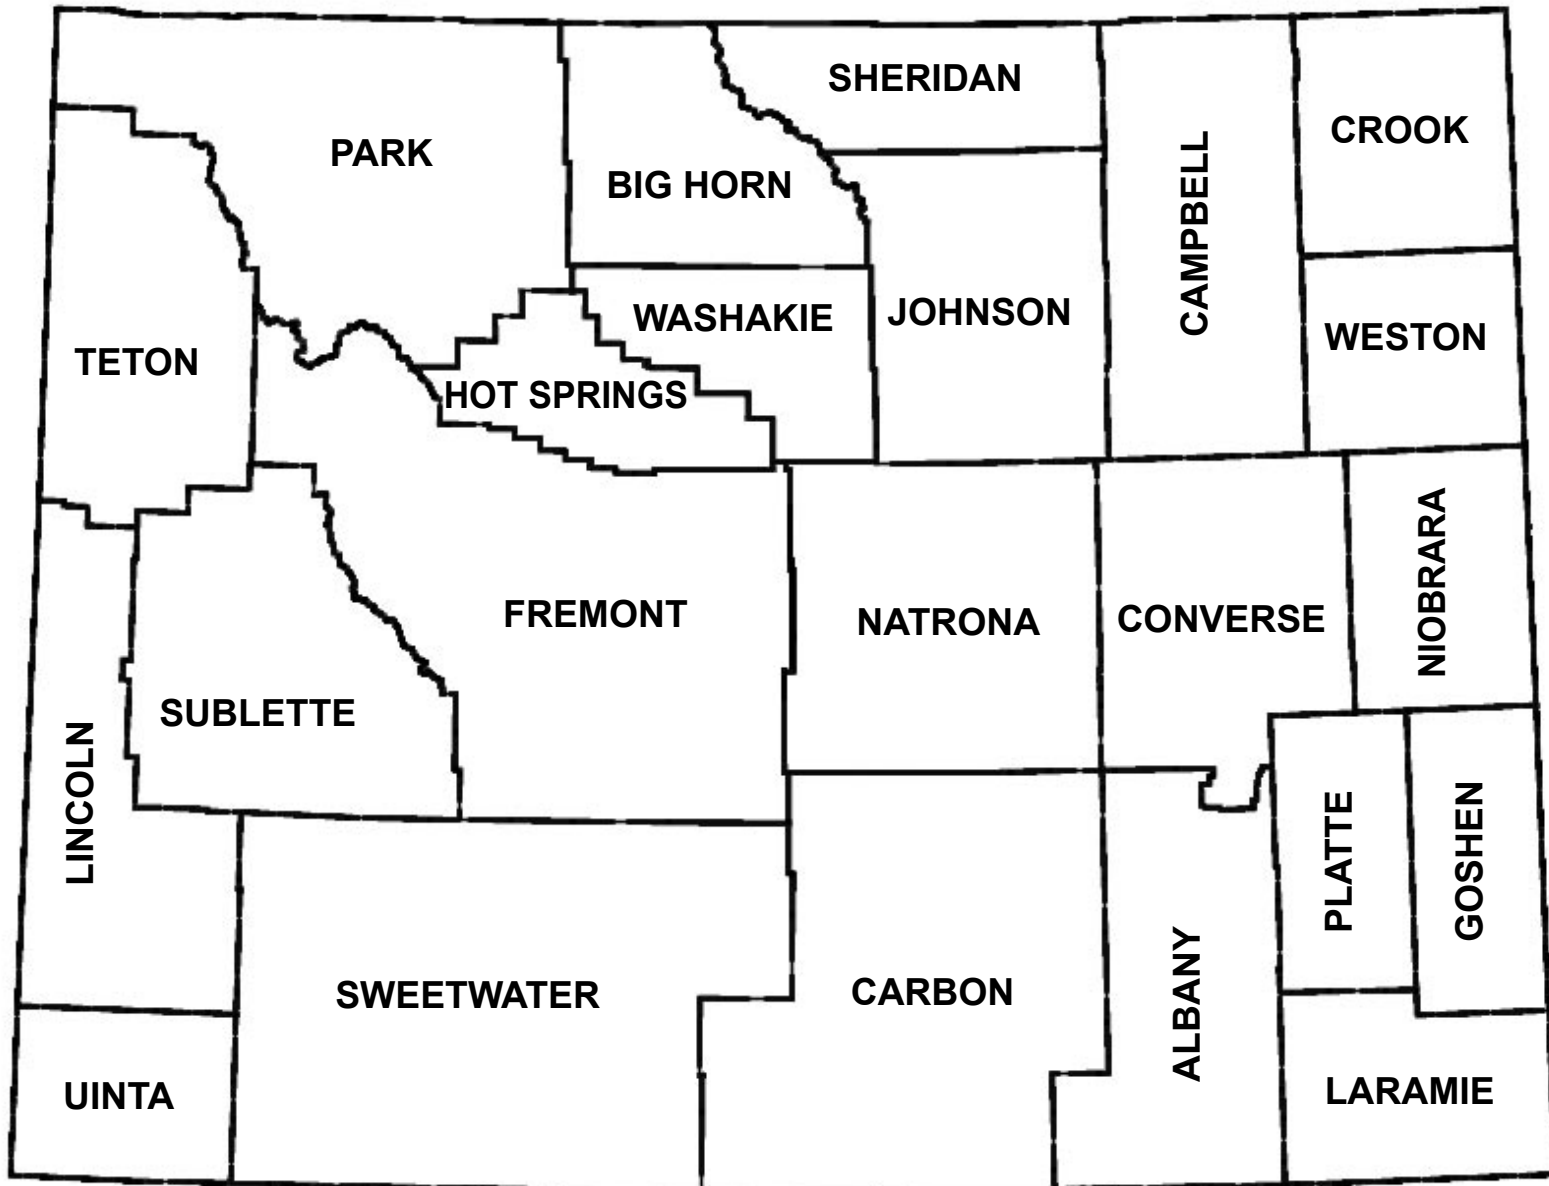 SHERIDAN
CROOK
PARK
BIG HORN
CAMPBELL
JOHNSON
WASHAKIE
WESTON
TETON
HOT SPRINGS
NIOBRARA
FREMONT
NATRONA
CONVERSE
SUBLETTE
LINCOLN
PLATTE
GOSHEN
SWEETWATER
CARBON
ALBANY
UINTA
LARAMIE